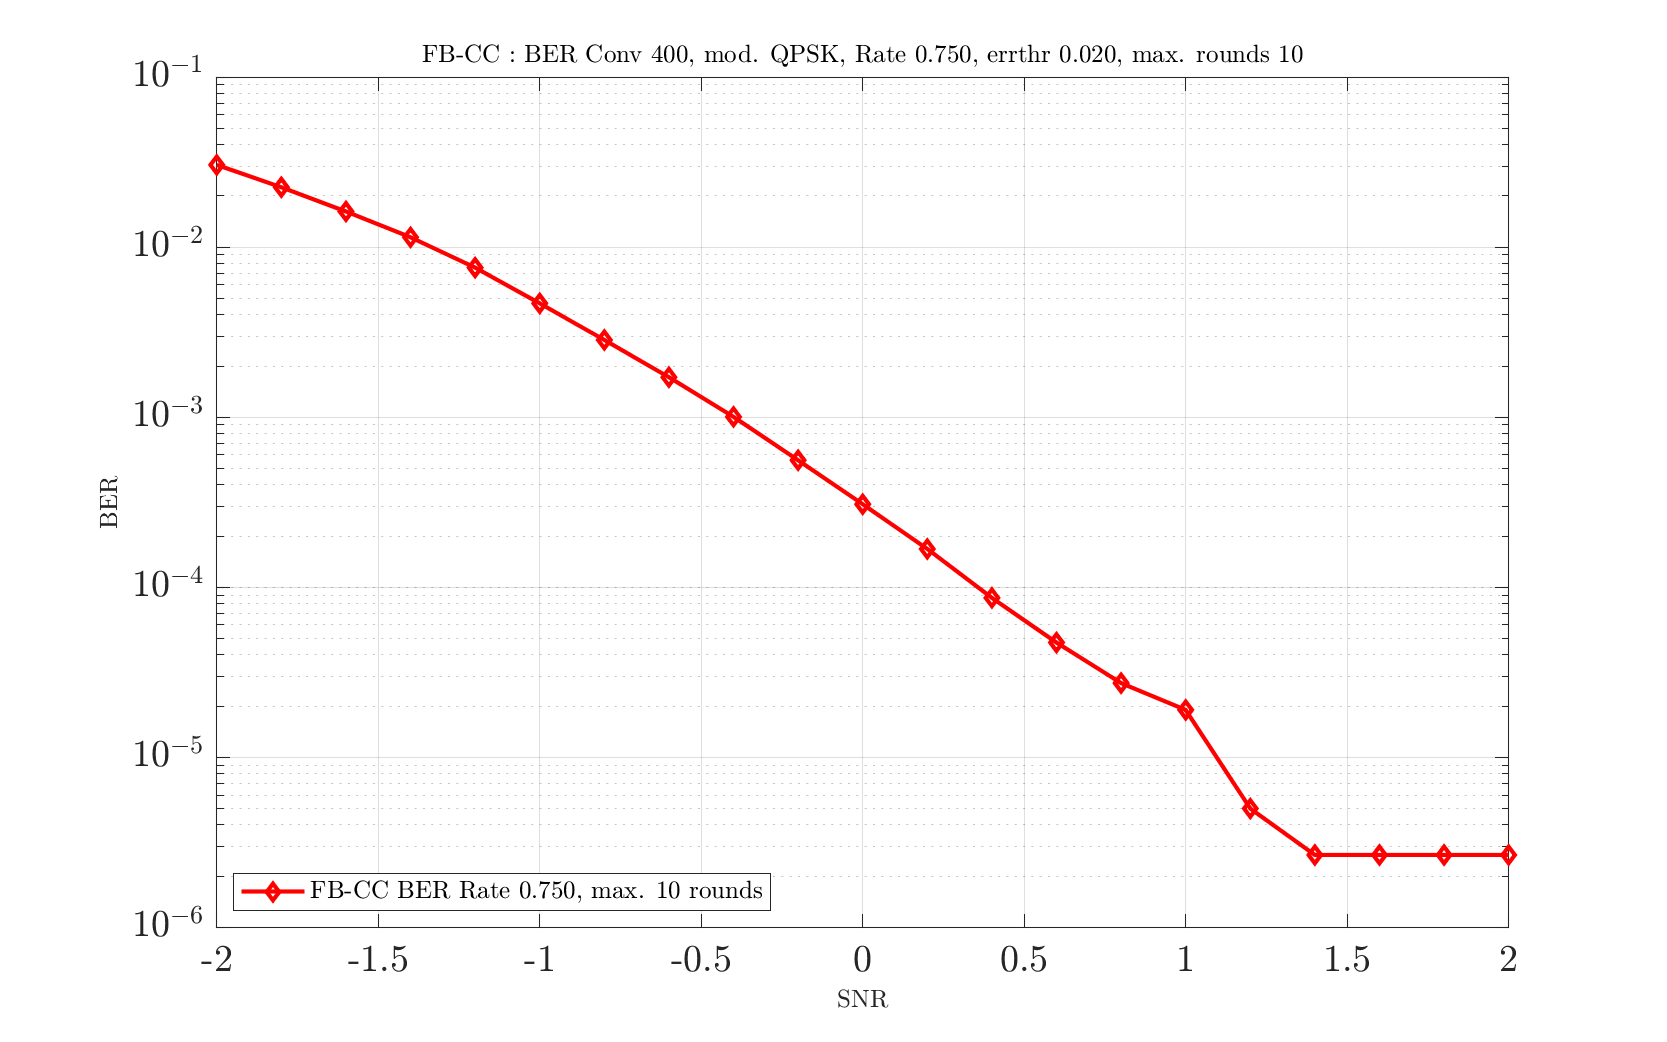 FB-CC : BER Conv 400, mod. QPSK, Rate 0.750, errthr 0.020, max. rounds 10
10^{-1}
10^{-2}
10^{-3}
10^{-4}
10^{-5}
10^{-6}
BER
FB-CC BER Rate 0.750, max. 10 rounds
-2 -1.5 -1 -0.5 0 0.5 1 1.5 2
SNR